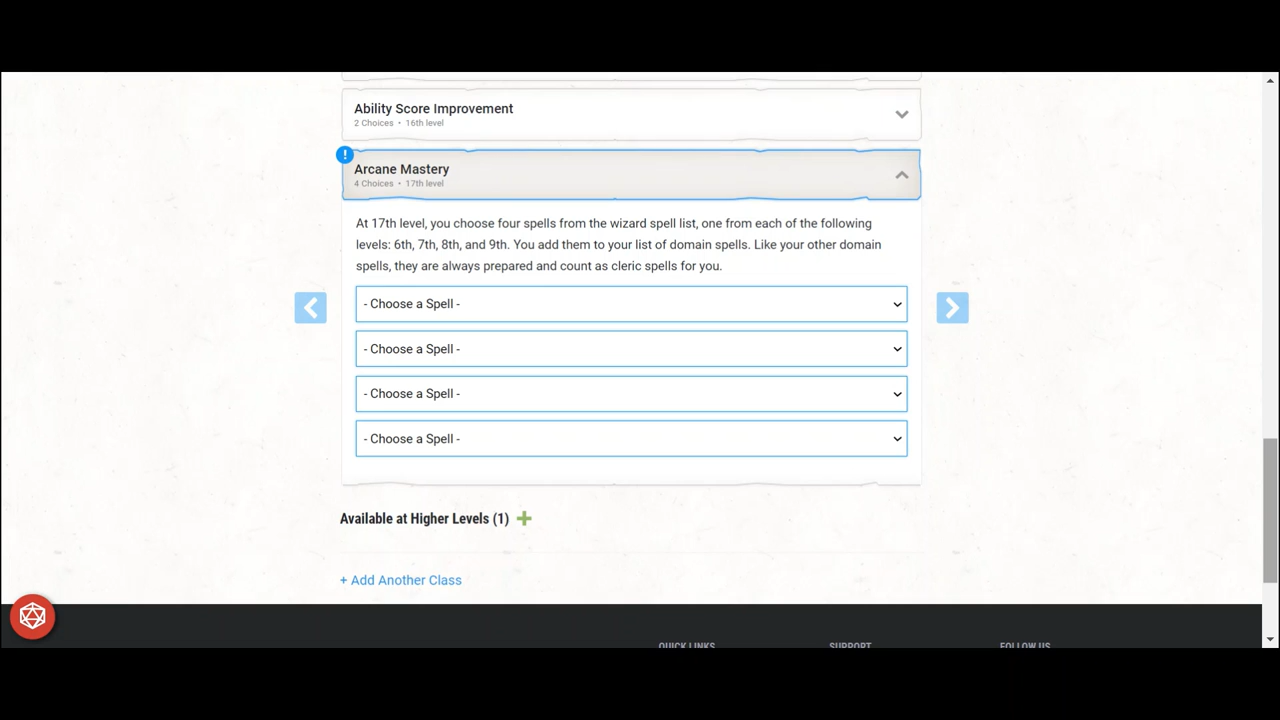 Ability Score Improvement
2 Choices • 16th level
!
Arcane Mastery
4 Choices • 17th level
At 17th level, you choose four spells from the wizard spell list, one from each of the following
levels: 6th, 7th, 8th, and 9th. You add them to your list of domain spells. Like your other domain
spells, they are always prepared and count as cleric spells for you.
- Choose a Spell -
- Choose a Spell -
- Choose a Spell -
- Choose a Spell -
Available at Higher Levels (1)
+ Add Another Class
QUICK LINKS SUPPORT FOLLOW US